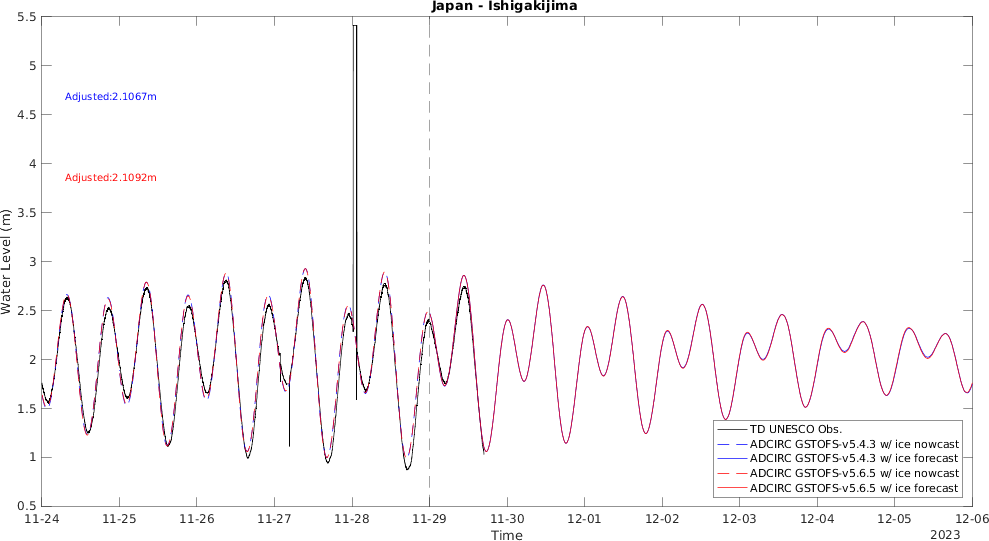 Japan - Ishigakijima
5.5
5
4.5
4
3.5
3
2.5
2
1.5
1
0.5
Water Level (m)
Adjusted:2.1067m
Adjusted:2.1092m
TD UNESCO Obs.
ADCIRC GSTOFS-v5.4.3 w/ ice nowcast
ADCIRC GSTOFS-v5.4.3 w/ ice forecast
ADCIRC GSTOFS-v5.6.5 w/ ice nowcast
ADCIRC GSTOFS-v5.6.5 w/ ice forecast
11-24 11-25 11-26 11-27 11-28 11-29 11-30 12-01 12-02 12-03 12-04 12-05 12-06
Time
2023